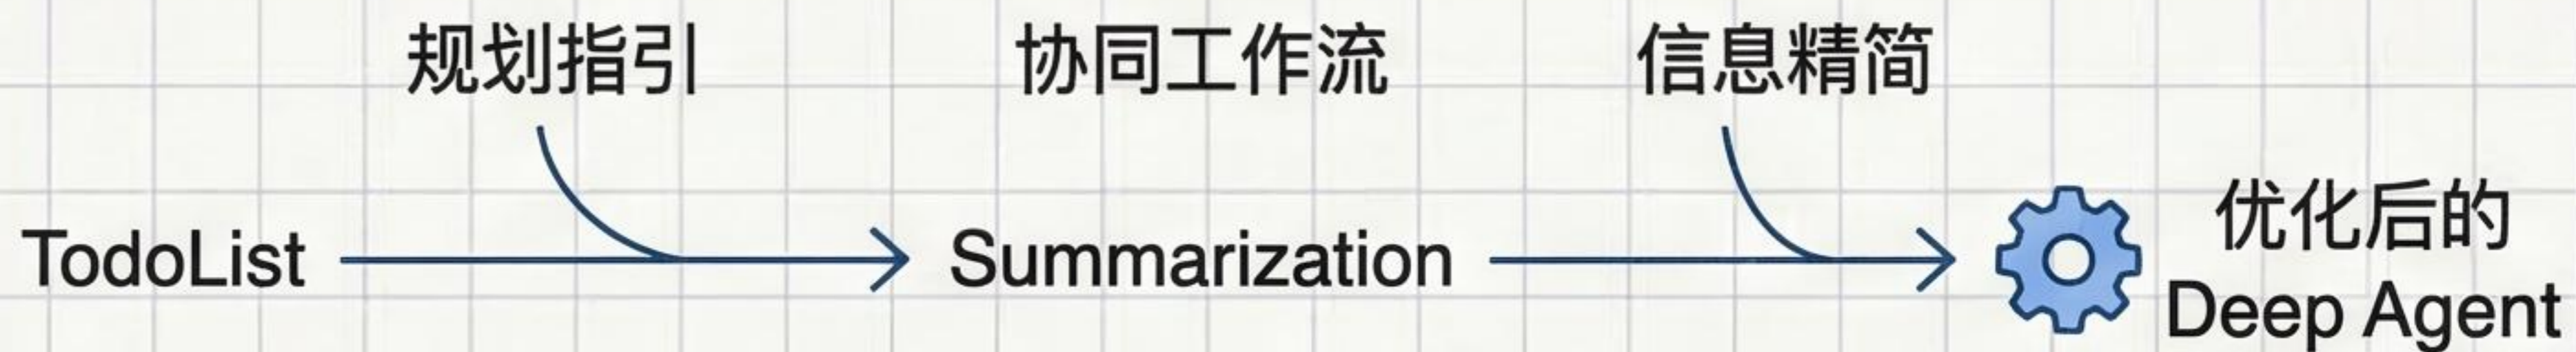 规划指引
协同工作流
信息精简
TodoList
Summarization
优化后的
Deep Agent